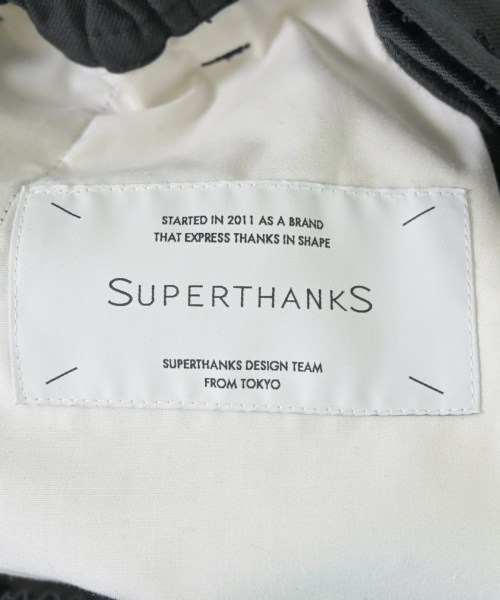 STARTED IN 2011 AS A BRAND
THAT EXPRESS THANKS IN SHAPE
SUPERTHANKS
SUPERTHANKS DESIGN TEAM
FROM TOKYO